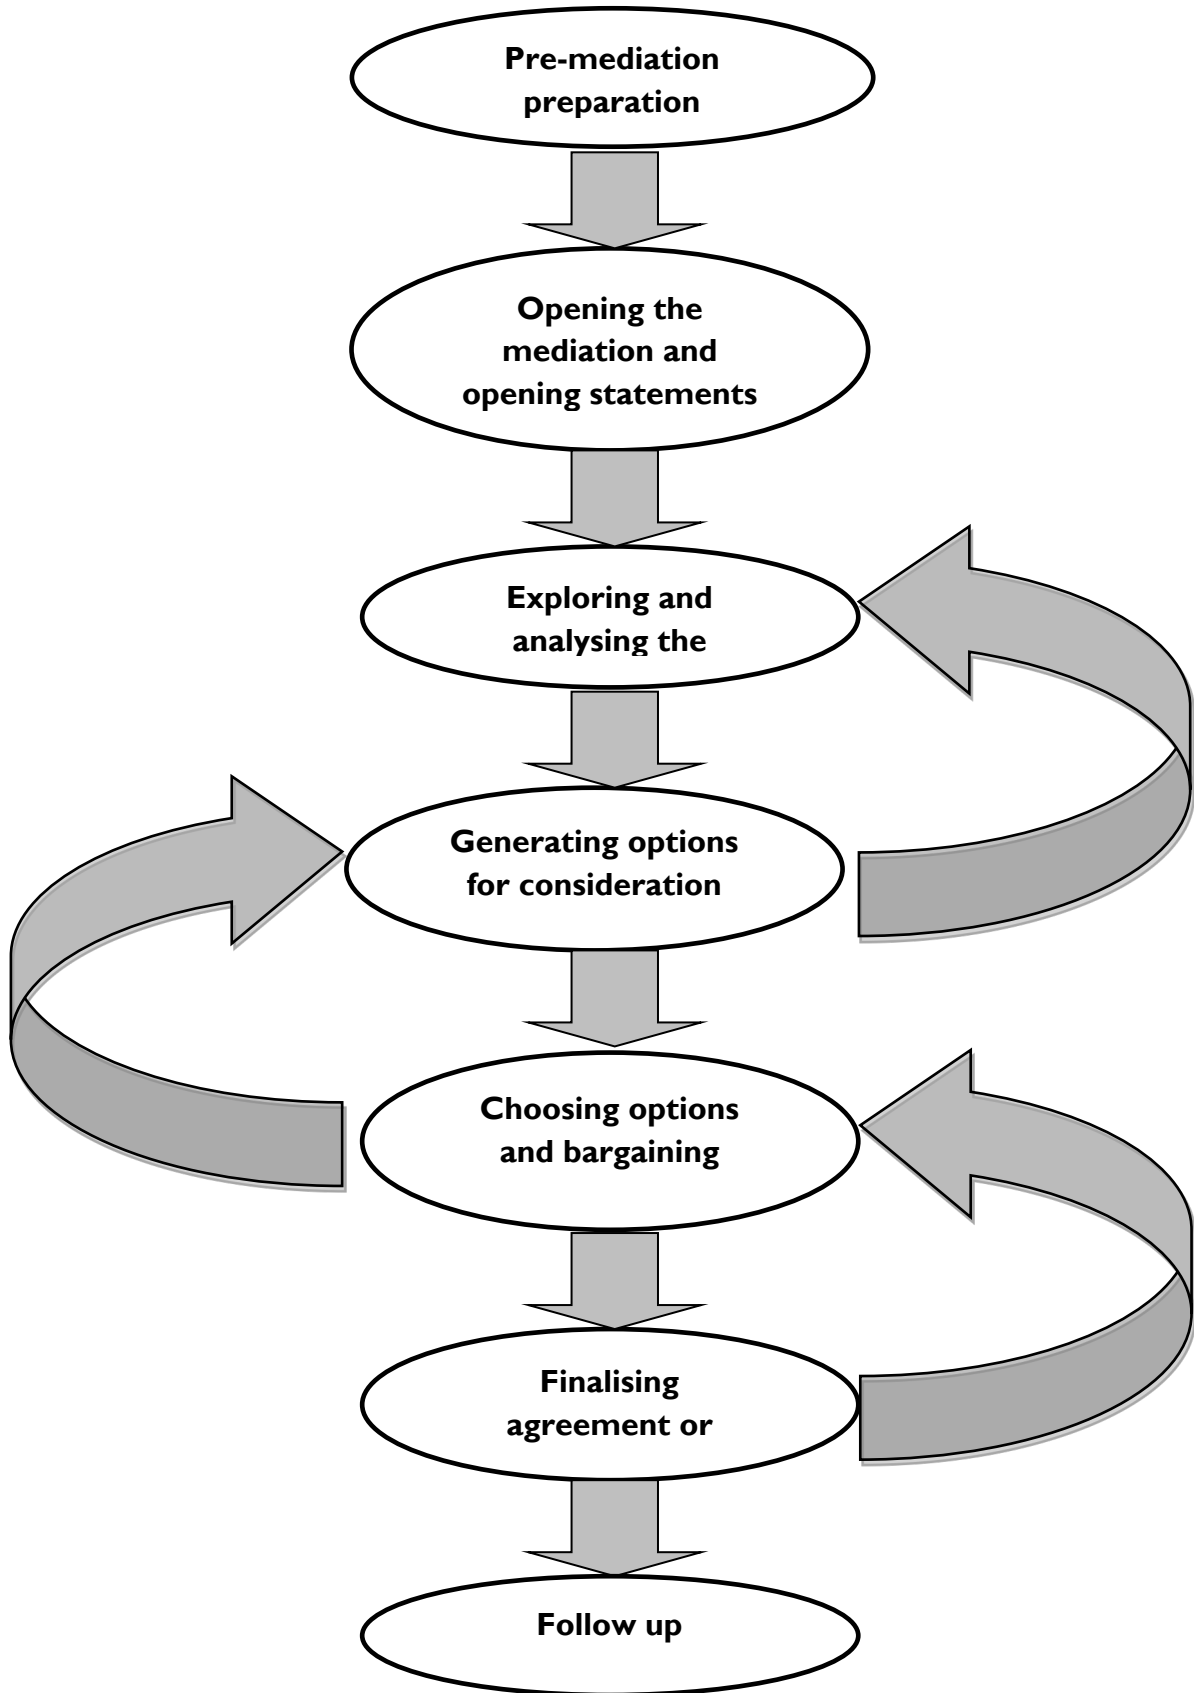 Pre-mediation
preparation
Opening the
mediation and
opening statements
Exploring and
analysing the
Generating options
for consideration
Choosing options
and bargaining
Finalising
agreement or
Follow up